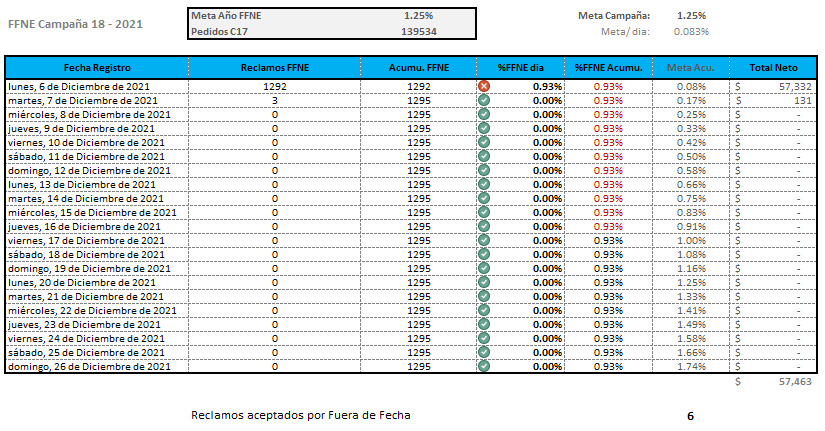 FFNE Campaña 18 - 2021
Meta Año FFNE 1.25%
Pedidos C17 139534
Meta Campaña: 1.25%
Meta/ dia: 0.083%
Fecha Registro Reclamos FFNE Acumu. FFNE %FFNE dia %FFNE Acumu. Meta Acu. Total Neto
lunes, 6 de Diciembre de 2021 1292 1292 0.93% 0.93% 0.08% $ 57,332
martes, 7 de Diciembre de 2021 3 1295 0.00% 0.93% 0.17% $ 131
miércoles, 8 de Diciembre de 2021 0 1295 0.00% 0.93% 0.25% $ -
jueves, 9 de Diciembre de 2021 0 1295 0.00% 0.93% 0.33% $ -
viernes, 10 de Diciembre de 2021 0 1295 0.00% 0.93% 0.42% $ -
sábado, 11 de Diciembre de 2021 0 1295 0.00% 0.93% 0.50% $ -
domingo, 12 de Diciembre de 2021 0 1295 0.00% 0.93% 0.58% $ -
lunes, 13 de Diciembre de 2021 0 1295 0.00% 0.93% 0.66% $ -
martes, 14 de Diciembre de 2021 0 1295 0.00% 0.93% 0.75% $ -
miércoles, 15 de Diciembre de 2021 0 1295 0.00% 0.93% 0.83% $ -
jueves, 16 de Diciembre de 2021 0 1295 0.00% 0.93% 0.91% $ -
viernes, 17 de Diciembre de 2021 0 1295 0.00% 0.93% 1.00% $ -
sábado, 18 de Diciembre de 2021 0 1295 0.00% 0.93% 1.08% $ -
domingo, 19 de Diciembre de 2021 0 1295 0.00% 0.93% 1.16% $ -
lunes, 20 de Diciembre de 2021 0 1295 0.00% 0.93% 1.25% $ -
martes, 21 de Diciembre de 2021 0 1295 0.00% 0.93% 1.33% $ -
miércoles, 22 de Diciembre de 2021 0 1295 0.00% 0.93% 1.41% $ -
jueves, 23 de Diciembre de 2021 0 1295 0.00% 0.93% 1.49% $ -
viernes, 24 de Diciembre de 2021 0 1295 0.00% 0.93% 1.58% $ -
sábado, 25 de Diciembre de 2021 0 1295 0.00% 0.93% 1.66% $ -
domingo, 26 de Diciembre de 2021 0 1295 0.00% 0.93% 1.74% $ -
$ 57,463
Reclamos aceptados por Fuera de Fecha 6